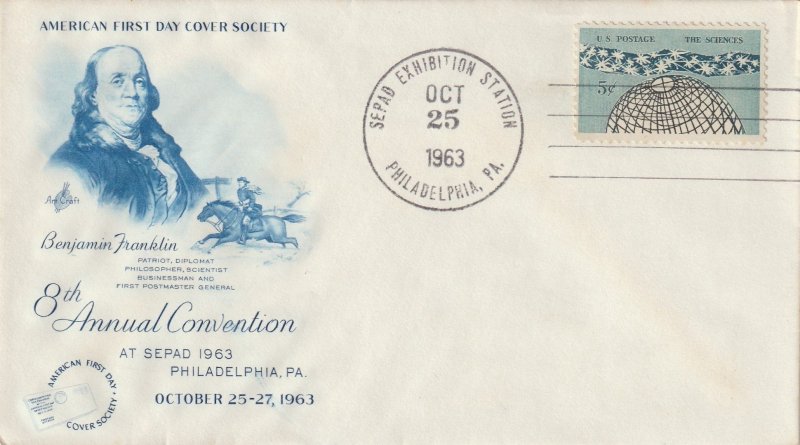 AMERICAN FIRST DAY COVER SOCIETY
Art Craft
Benjamin Franklin
PATRIOT, DIPLOMAT
PHILOSOPHER, SCIENTIST
BUSINESSMAN AND
FIRST POSTMASTER GENERAL
8th
Annual Convention
AT SEPAD 1963
PHILADELPHIA, PA.
OCTOBER 25-27, 1963
AMERICAN FIRST DAY
COVER SOCIETY
SEPAD EXHIBITION STATION
OCT
25
1963
PHILADELPHIA, PA.
U.S. POSTAGE THE SCIENCES
5¢